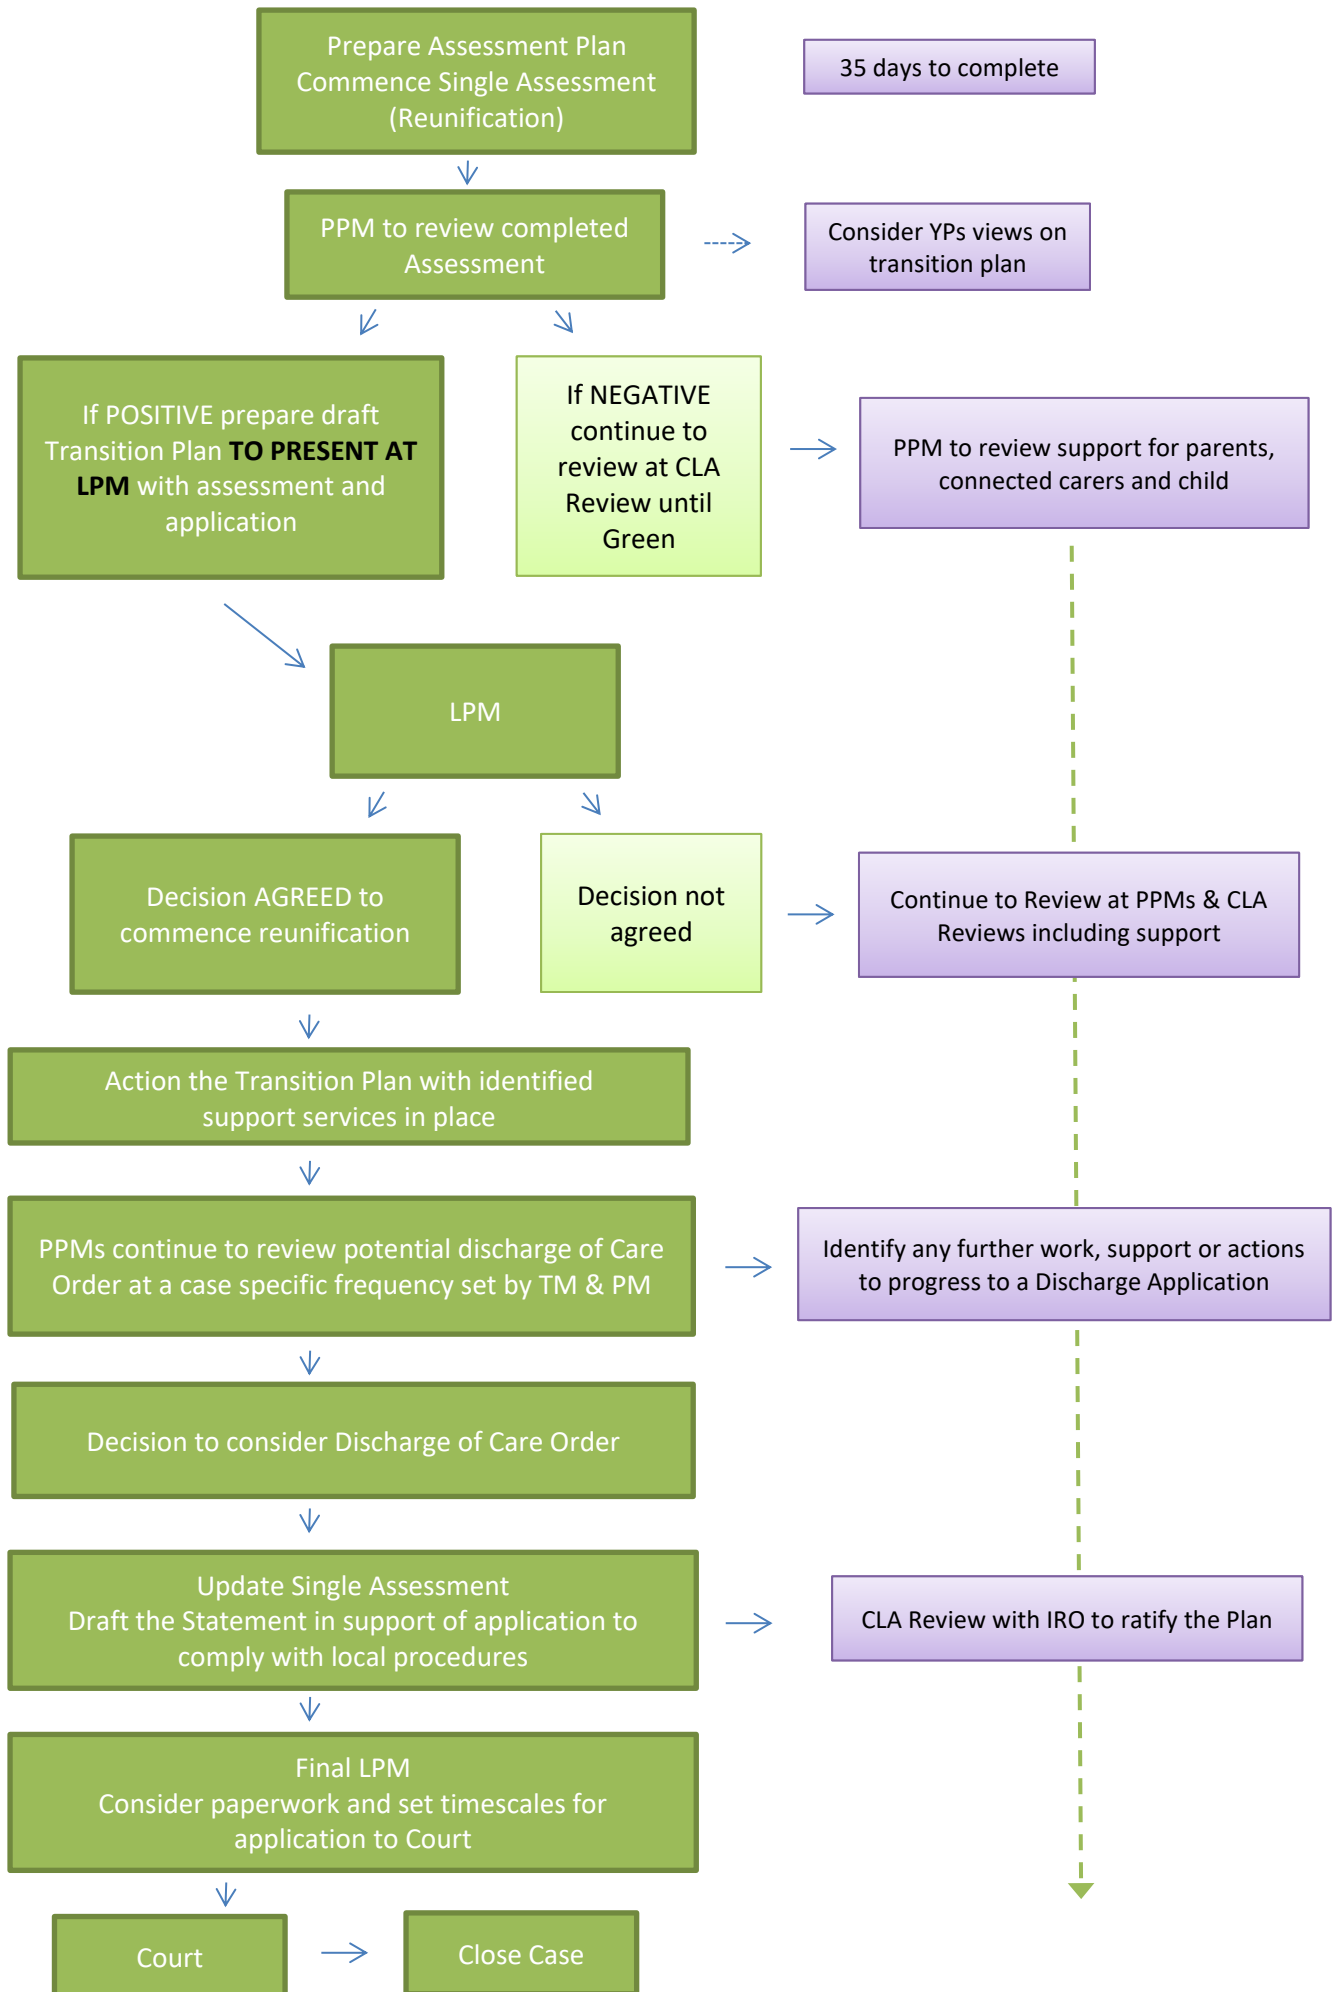 Prepare Assessment Plan
Commence Single Assessment
(Reunification)
35 days to complete
PPM to review completed
Assessment
Consider YPs views on
transition plan
If POSITIVE prepare draft
Transition Plan TO PRESENT AT
LPM with assessment and
application
If NEGATIVE
continue to
review at CLA
Review until
Green
PPM to review support for parents,
connected carers and child
LPM
Decision AGREED to
commence reunification
Decision not
agreed
Continue to Review at PPMs & CLA
Reviews including support
Action the Transition Plan with identified
support services in place
PPMs continue to review potential discharge of Care
Order at a case specific frequency set by TM & PM
Identify any further work, support or actions
to progress to a Discharge Application
Decision to consider Discharge of Care Order
Update Single Assessment
Draft the Statement in support of application to
comply with local procedures
CLA Review with IRO to ratify the Plan
Final LPM
Consider paperwork and set timescales for
application to Court
Court
Close Case